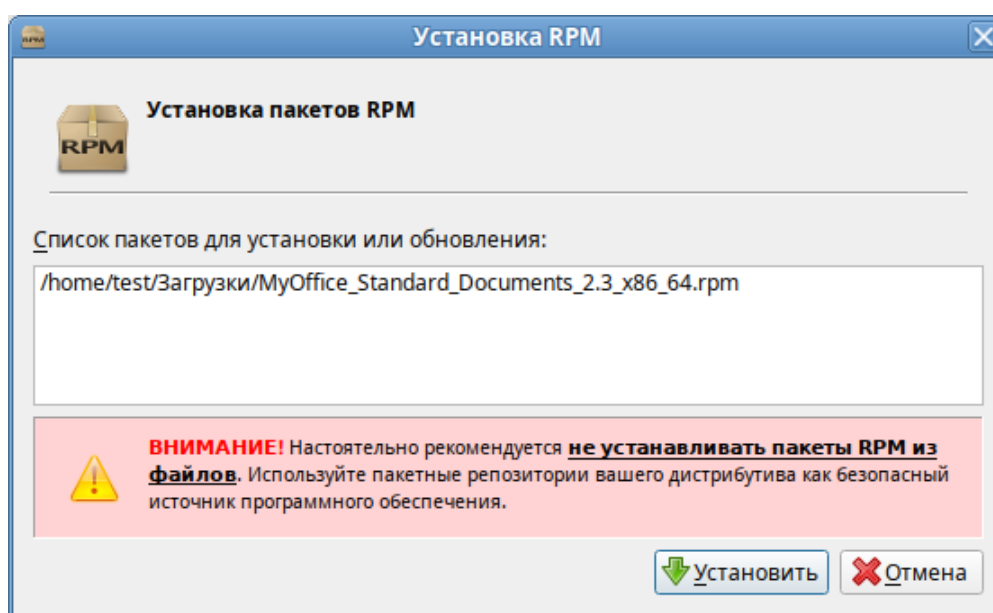 Установка RPM
Установка пакетов RPM
RPM
Список пакетов для установки или обновления:
/home/test/Загрузки/MyOffice_Standard_Documents_2.3_x86_64.rpm
ВНИМАНИЕ! Настоятельно рекомендуется не устанавливать пакеты RPM из
файлов. Используйте пакетные репозитории вашего дистрибутива как безопасный
источник программного обеспечения.
Установить
Отмена